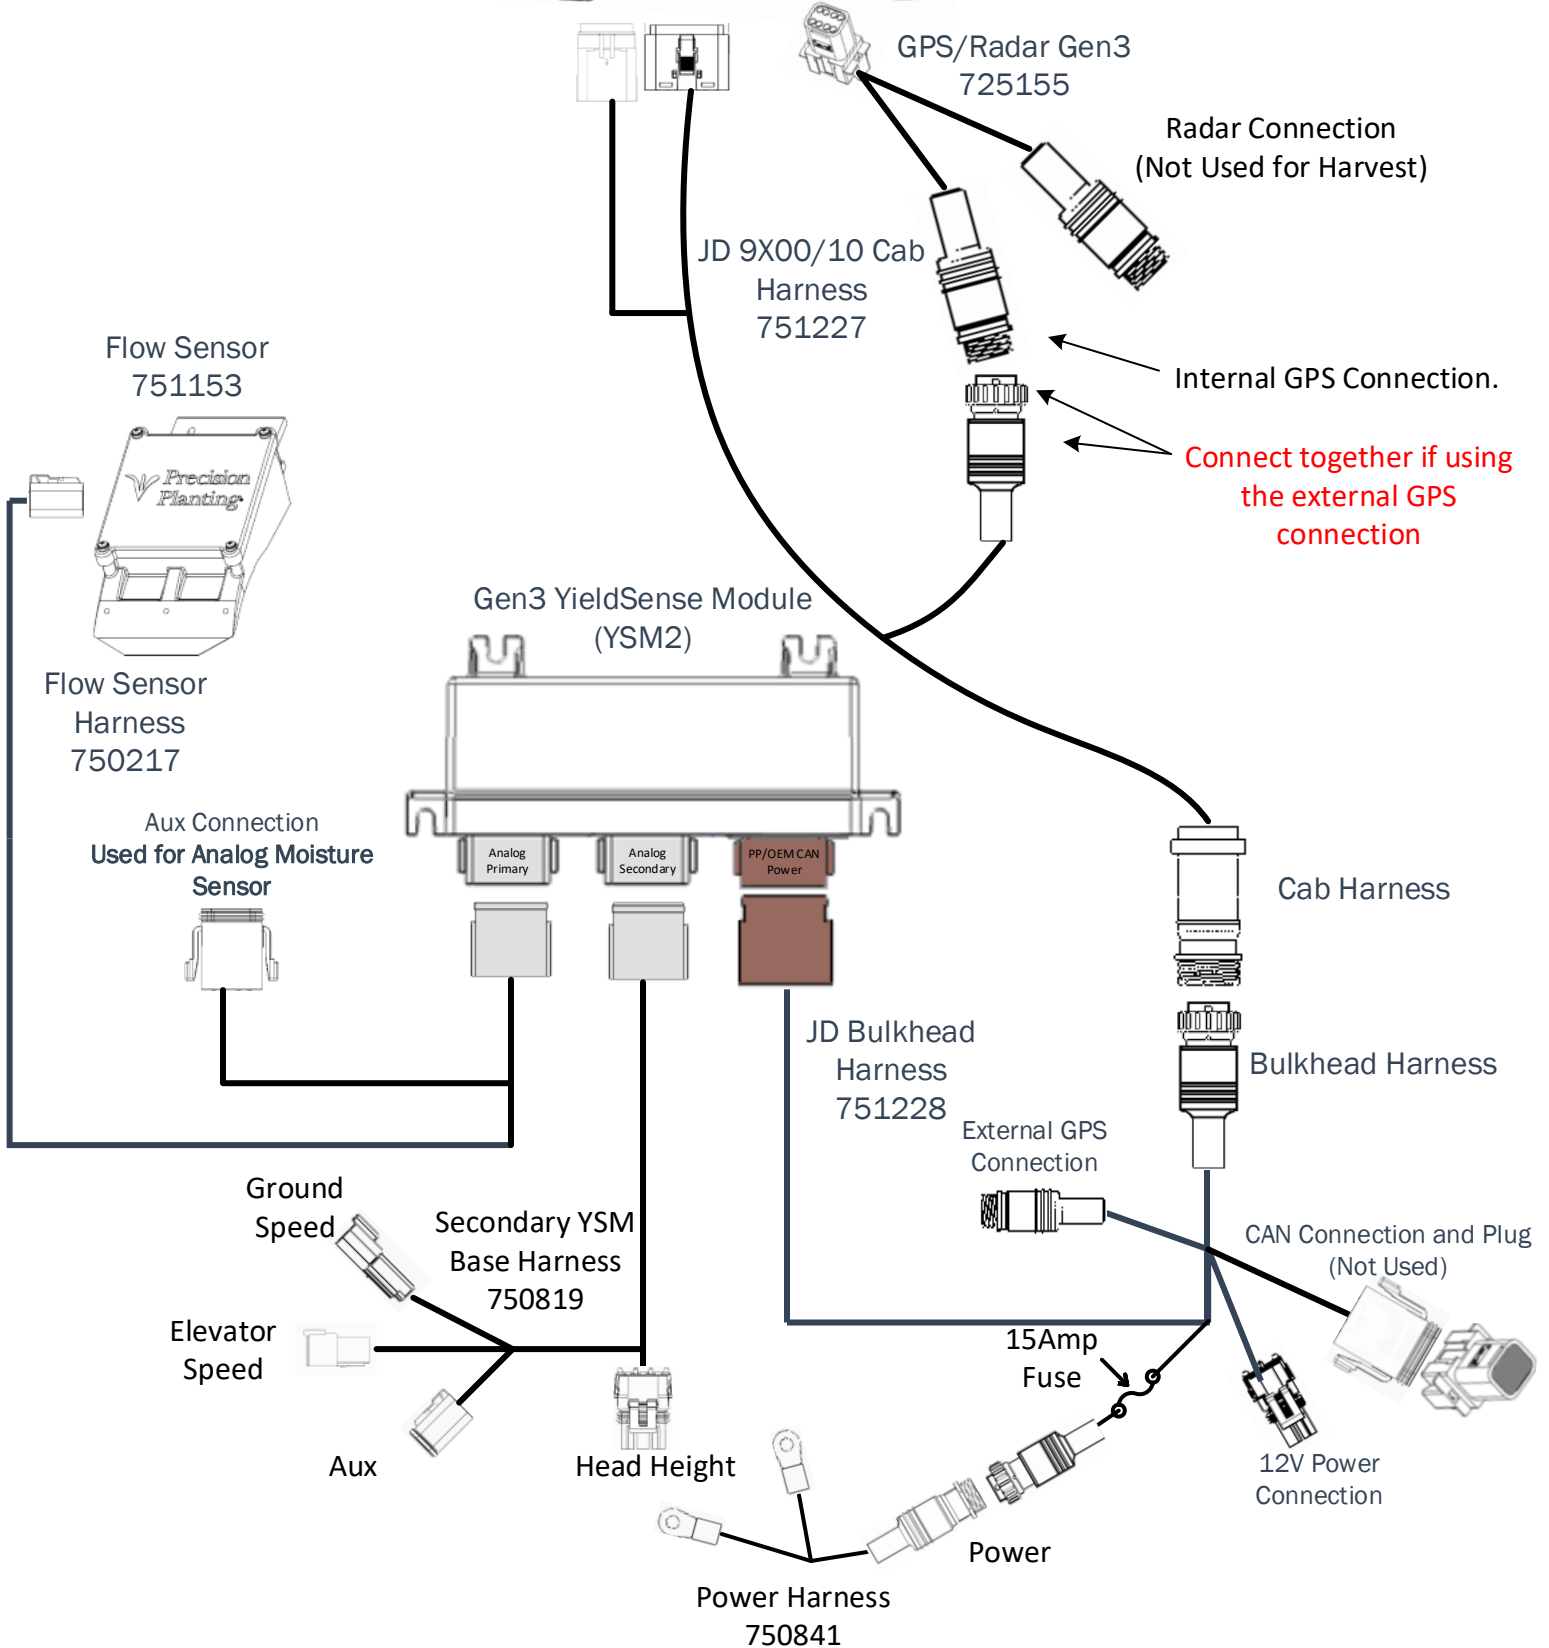 GPS/Radar Gen3
725155
Radar Connection
(Not Used for Harvest)
JD 9X00/10 Cab
Harness
751227
Internal GPS Connection.
Connect together if using
the external GPS
connection
Flow Sensor
751153
Precision
Planting
Flow Sensor
Harness
750217
Gen3 YieldSense Module
(YSM2)
Aux Connection
Used for Analog Moisture
Sensor
Analog
Primary
Analog
Secondary
PP/OEM CAN
Power
Cab Harness
JD Bulkhead
Harness
751228
Bulkhead Harness
External GPS
Connection
CAN Connection and Plug
(Not Used)
Ground
Speed
Secondary YSM
Base Harness
750819
Elevator
Speed
Aux
Head Height
15Amp
Fuse
12V Power
Connection
Power
Power Harness
750841